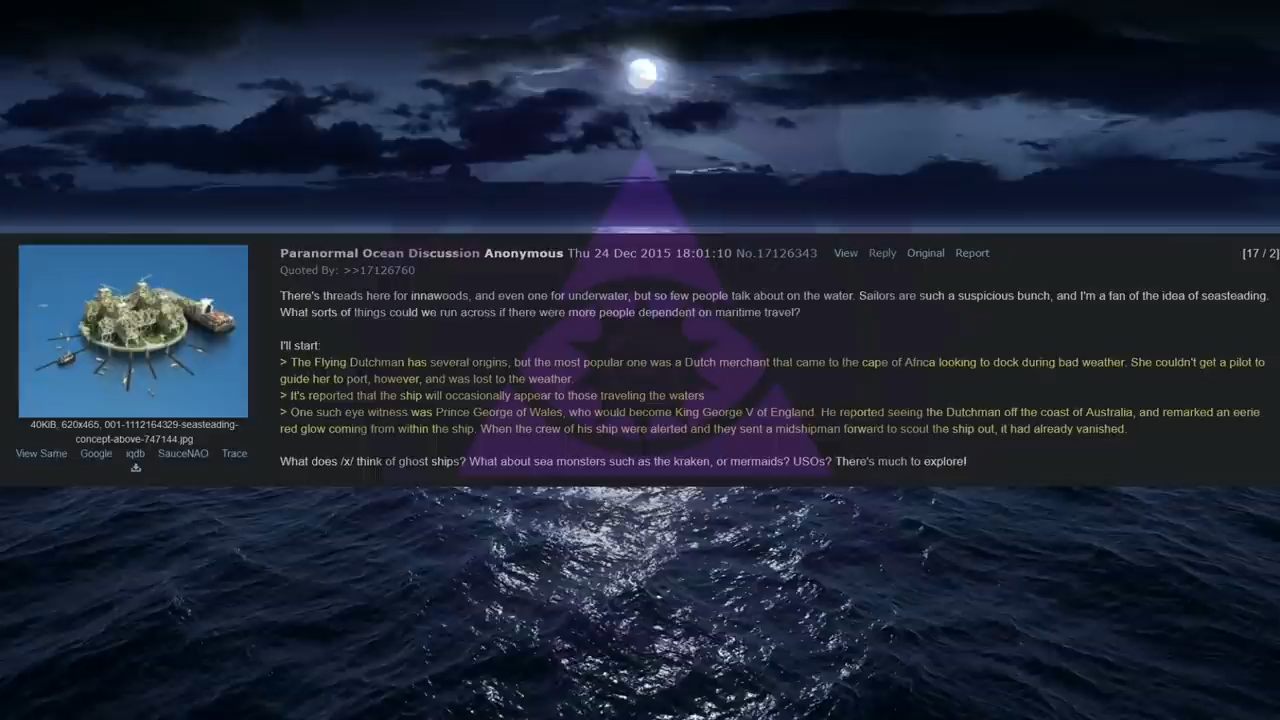 Paranormal Ocean Discussion Anonymous Thu 24 Dec 2015 18:01:10 No.17126343 View Reply Original Report [17 / 2]
Quoted By: >>17126760
There's threads here for innawoods, and even one for underwater, but so few people talk about on the water. Sailors are such a suspicious bunch, and I'm a fan of the idea of seasteading.
What sorts of things could we run across if there were more people dependent on maritime travel?
I'll start:
> The Flying Dutchman has several origins, but the most popular one was a Dutch merchant that came to the cape of Africa looking to dock during bad weather. She couldn't get a pilot to
guide her to port, however, and was lost to the weather.
> It's reported that the ship will occasionally appear to those traveling the waters
> One such eye witness was Prince George of Wales, who would become King George V of England. He reported seeing the Dutchman off the coast of Australia, and remarked an eerie
red glow coming from within the ship. When the crew of his ship were alerted and they sent a midshipman forward to scout the ship out, it had already vanished.
What does /x/ think of ghost ships? What about sea monsters such as the kraken, or mermaids? USOs? There's much to explore!
40KiB, 620x465, 001-1112164329-seasteading-
concept-above-747144.jpg
View Same Google iqdb SauceNAO Trace